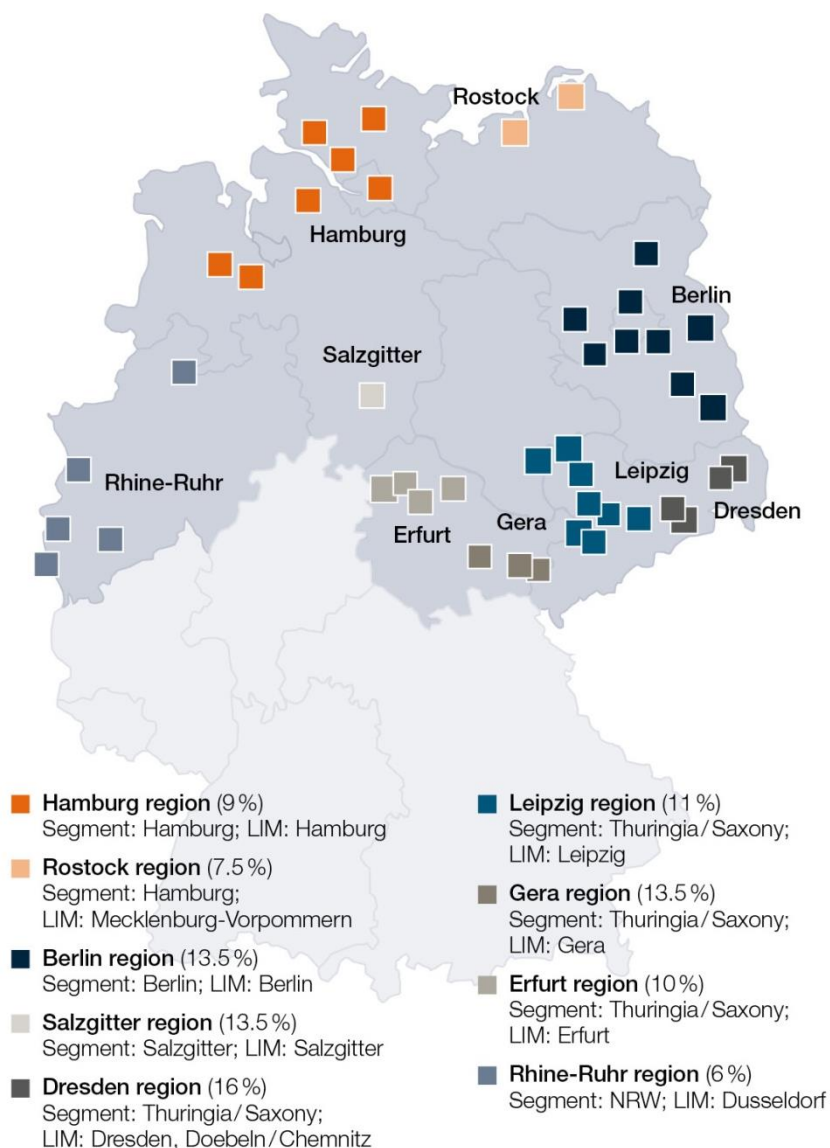 Rostock
Hamburg
Berlin
Salzgitter
Rhine-Ruhr
Leipzig
Dresden
Erfurt
Gera
Hamburg region (9 %)
Segment: Hamburg; LIM: Hamburg
Rostock region (7.5 %)
Segment: Hamburg;
LIM: Mecklenburg-Vorpommern
Berlin region (13.5 %)
Segment: Berlin; LIM: Berlin
Salzgitter region (13.5 %)
Segment: Salzgitter; LIM: Salzgitter
Dresden region (16 %)
Segment: Thuringia/Saxony;
LIM: Dresden, Doebeln/Chemnitz
Leipzig region (11 %)
Segment: Thuringia/Saxony;
LIM: Leipzig
Gera region (13.5 %)
Segment: Thuringia/Saxony;
LIM: Gera
Erfurt region (10 %)
Segment: Thuringia/Saxony;
LIM: Erfurt
Rhine-Ruhr region (6 %)
Segment: NRW; LIM: Dusseldorf